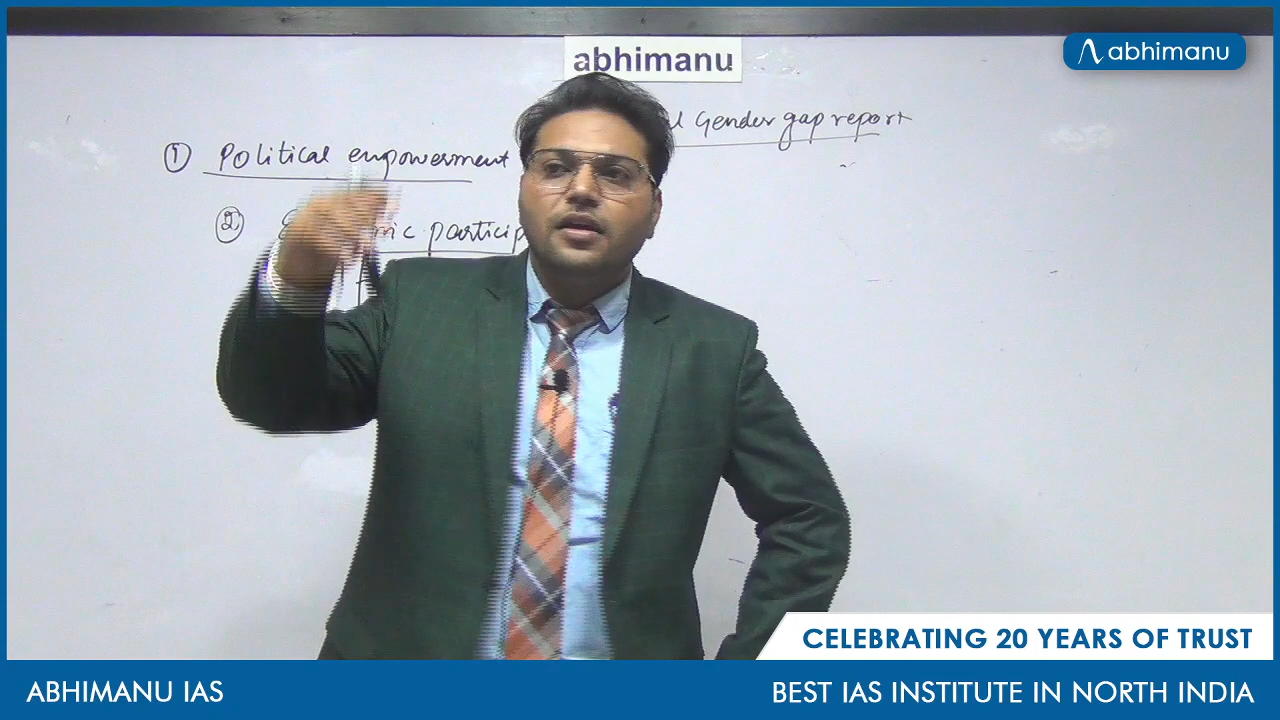 abhimanu
abhimanu
Gender gap report
① Political empowerment
② particip
CELEBRATING 20 YEARS OF TRUST
ABHIMANU IAS
BEST IAS INSTITUTE IN NORTH INDIA